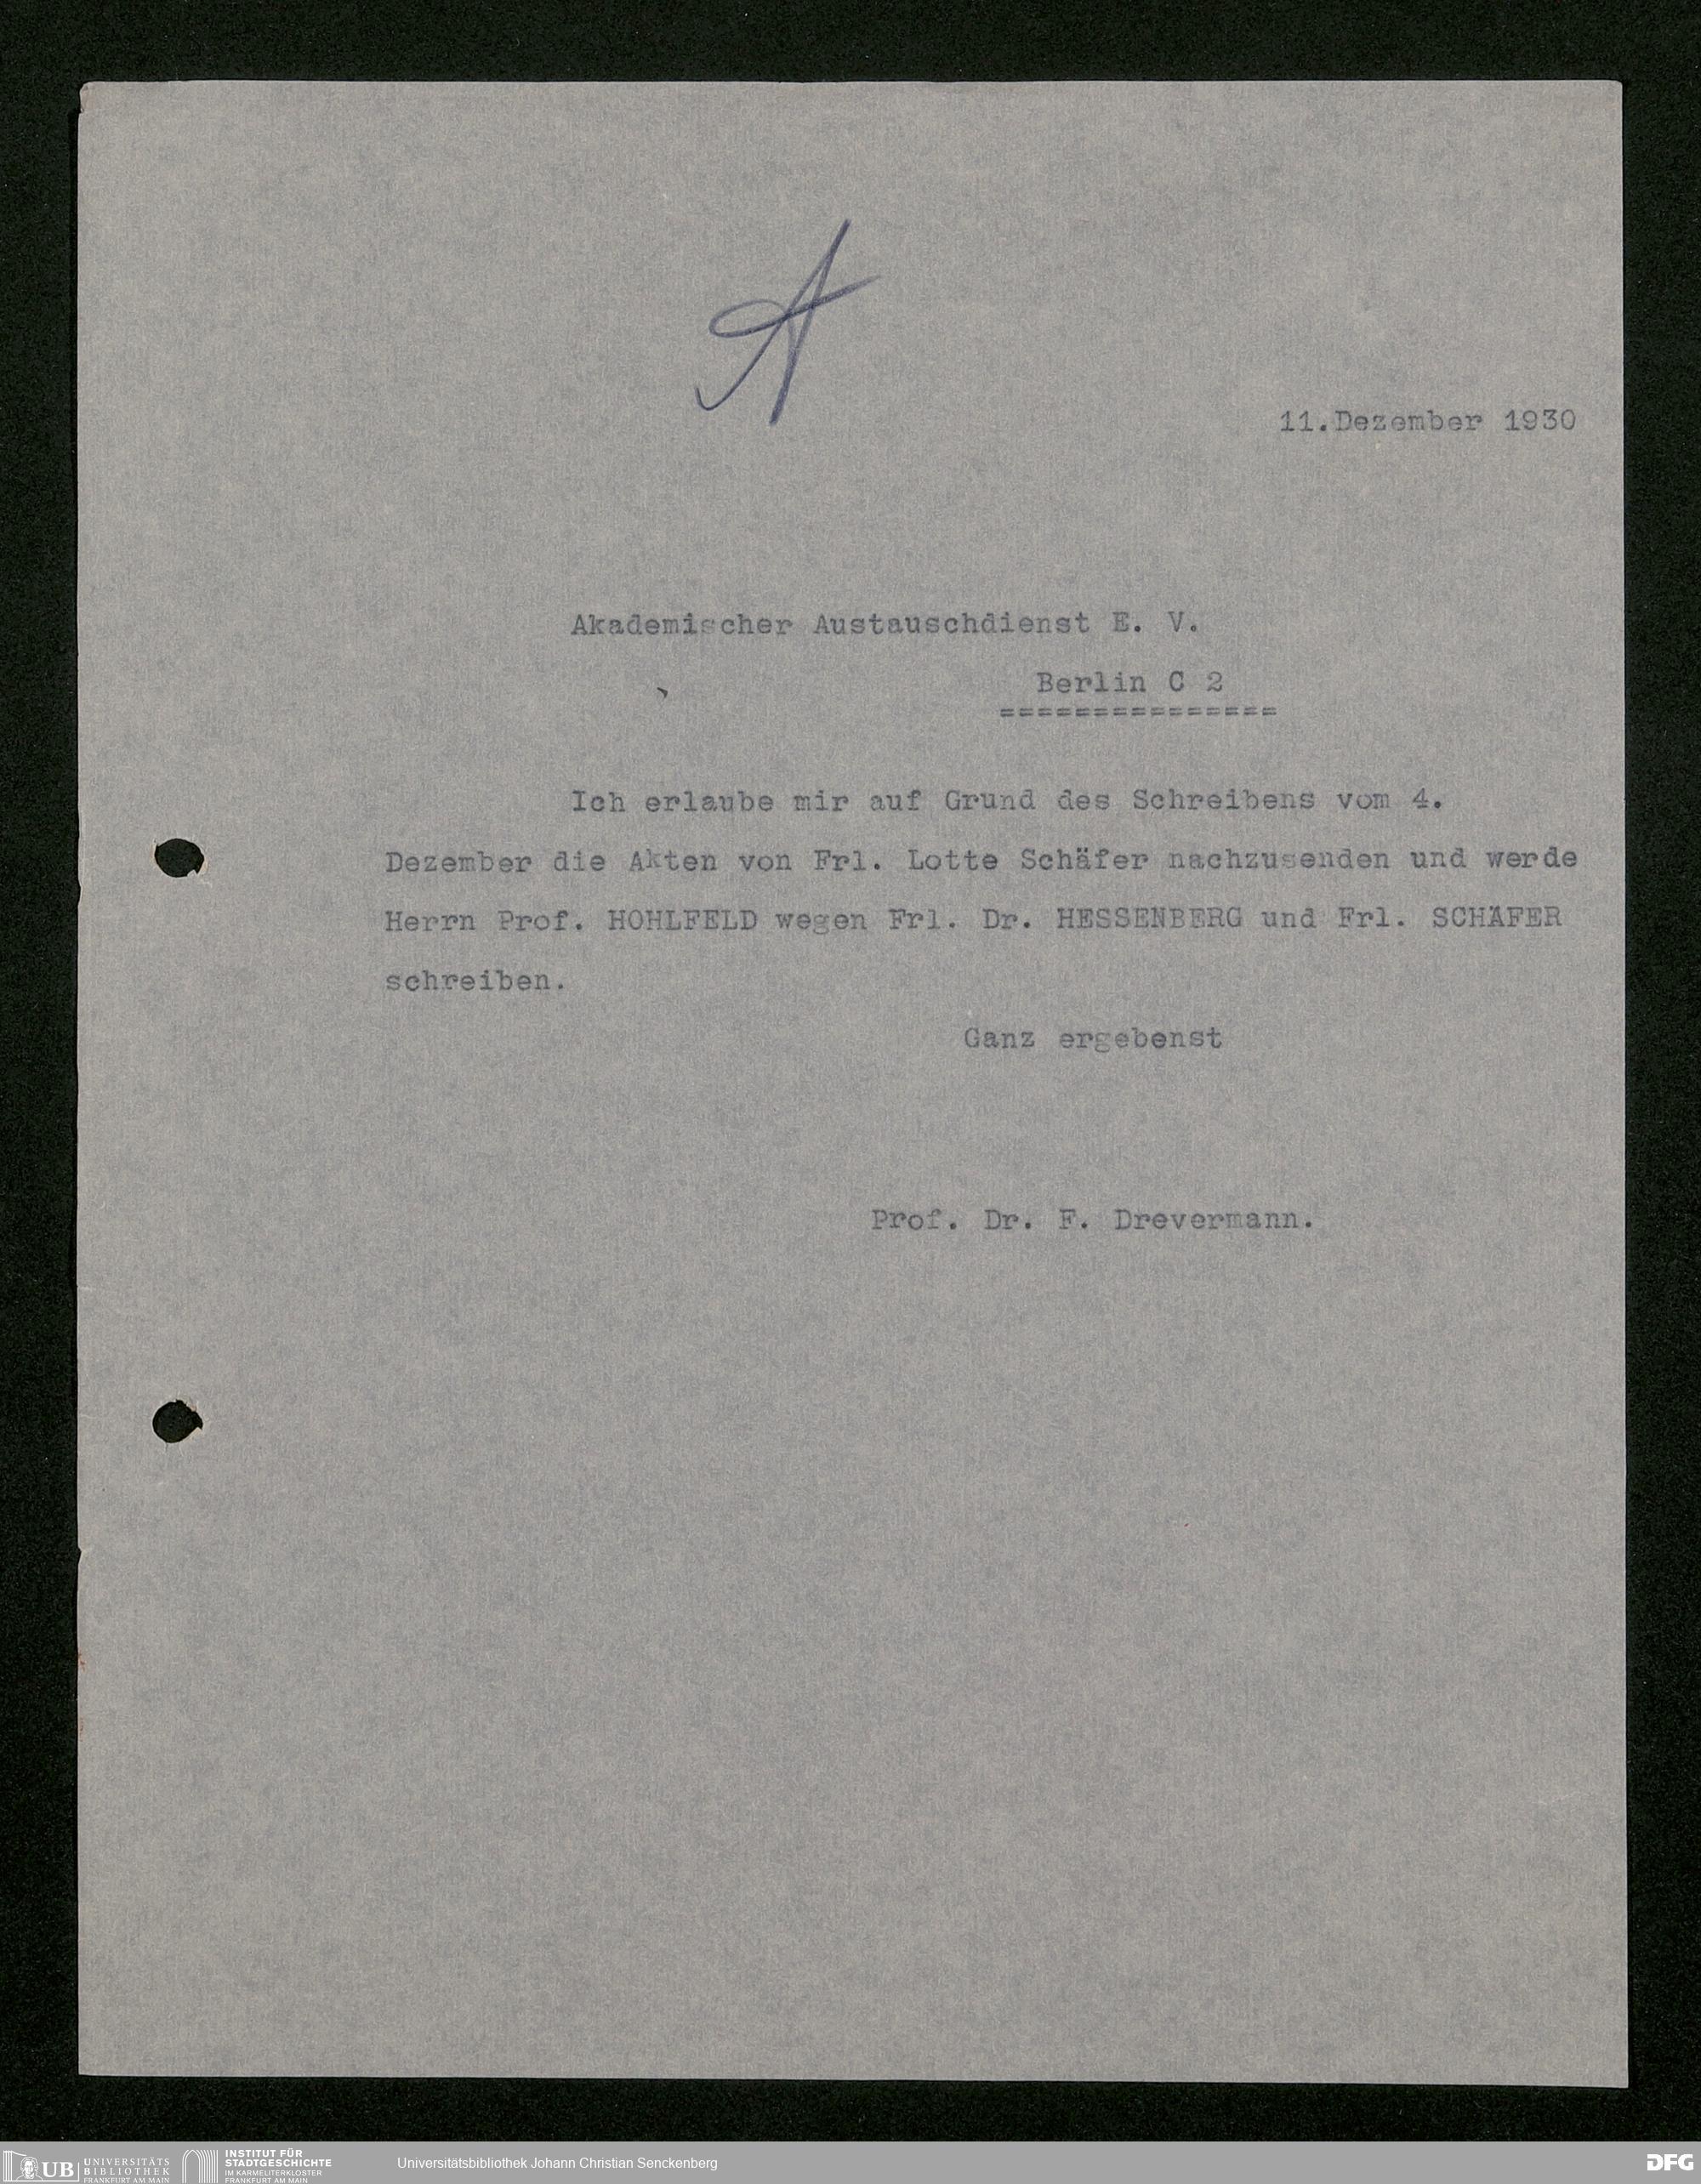 A
11.Dezember 1930
Akademischer Austauschdienst E. V.
Berlin C 2
===============
Ich erlaube mir auf Grund des Schreibens vom 4.
Dezember die Akten von Frl. Lotte Schäfer nachzusenden und werde
Herrn Prof. HOHLFELD wegen Frl. Dr. HESSENBERG und Frl. SCHÄFER
schreiben.
Ganz ergebenst
Prof. Dr. F. Drevermann.
UB
UNIVERSITÄTS
BIBLIOTHEK
FRANKFURT AM MAIN
INSTITUT FÜR
STADTGESCHICHTE
IM KARMELITERKLOSTER
FRANKFURT AM MAIN
Universitätsbibliothek Johann Christian Senckenberg
DFG